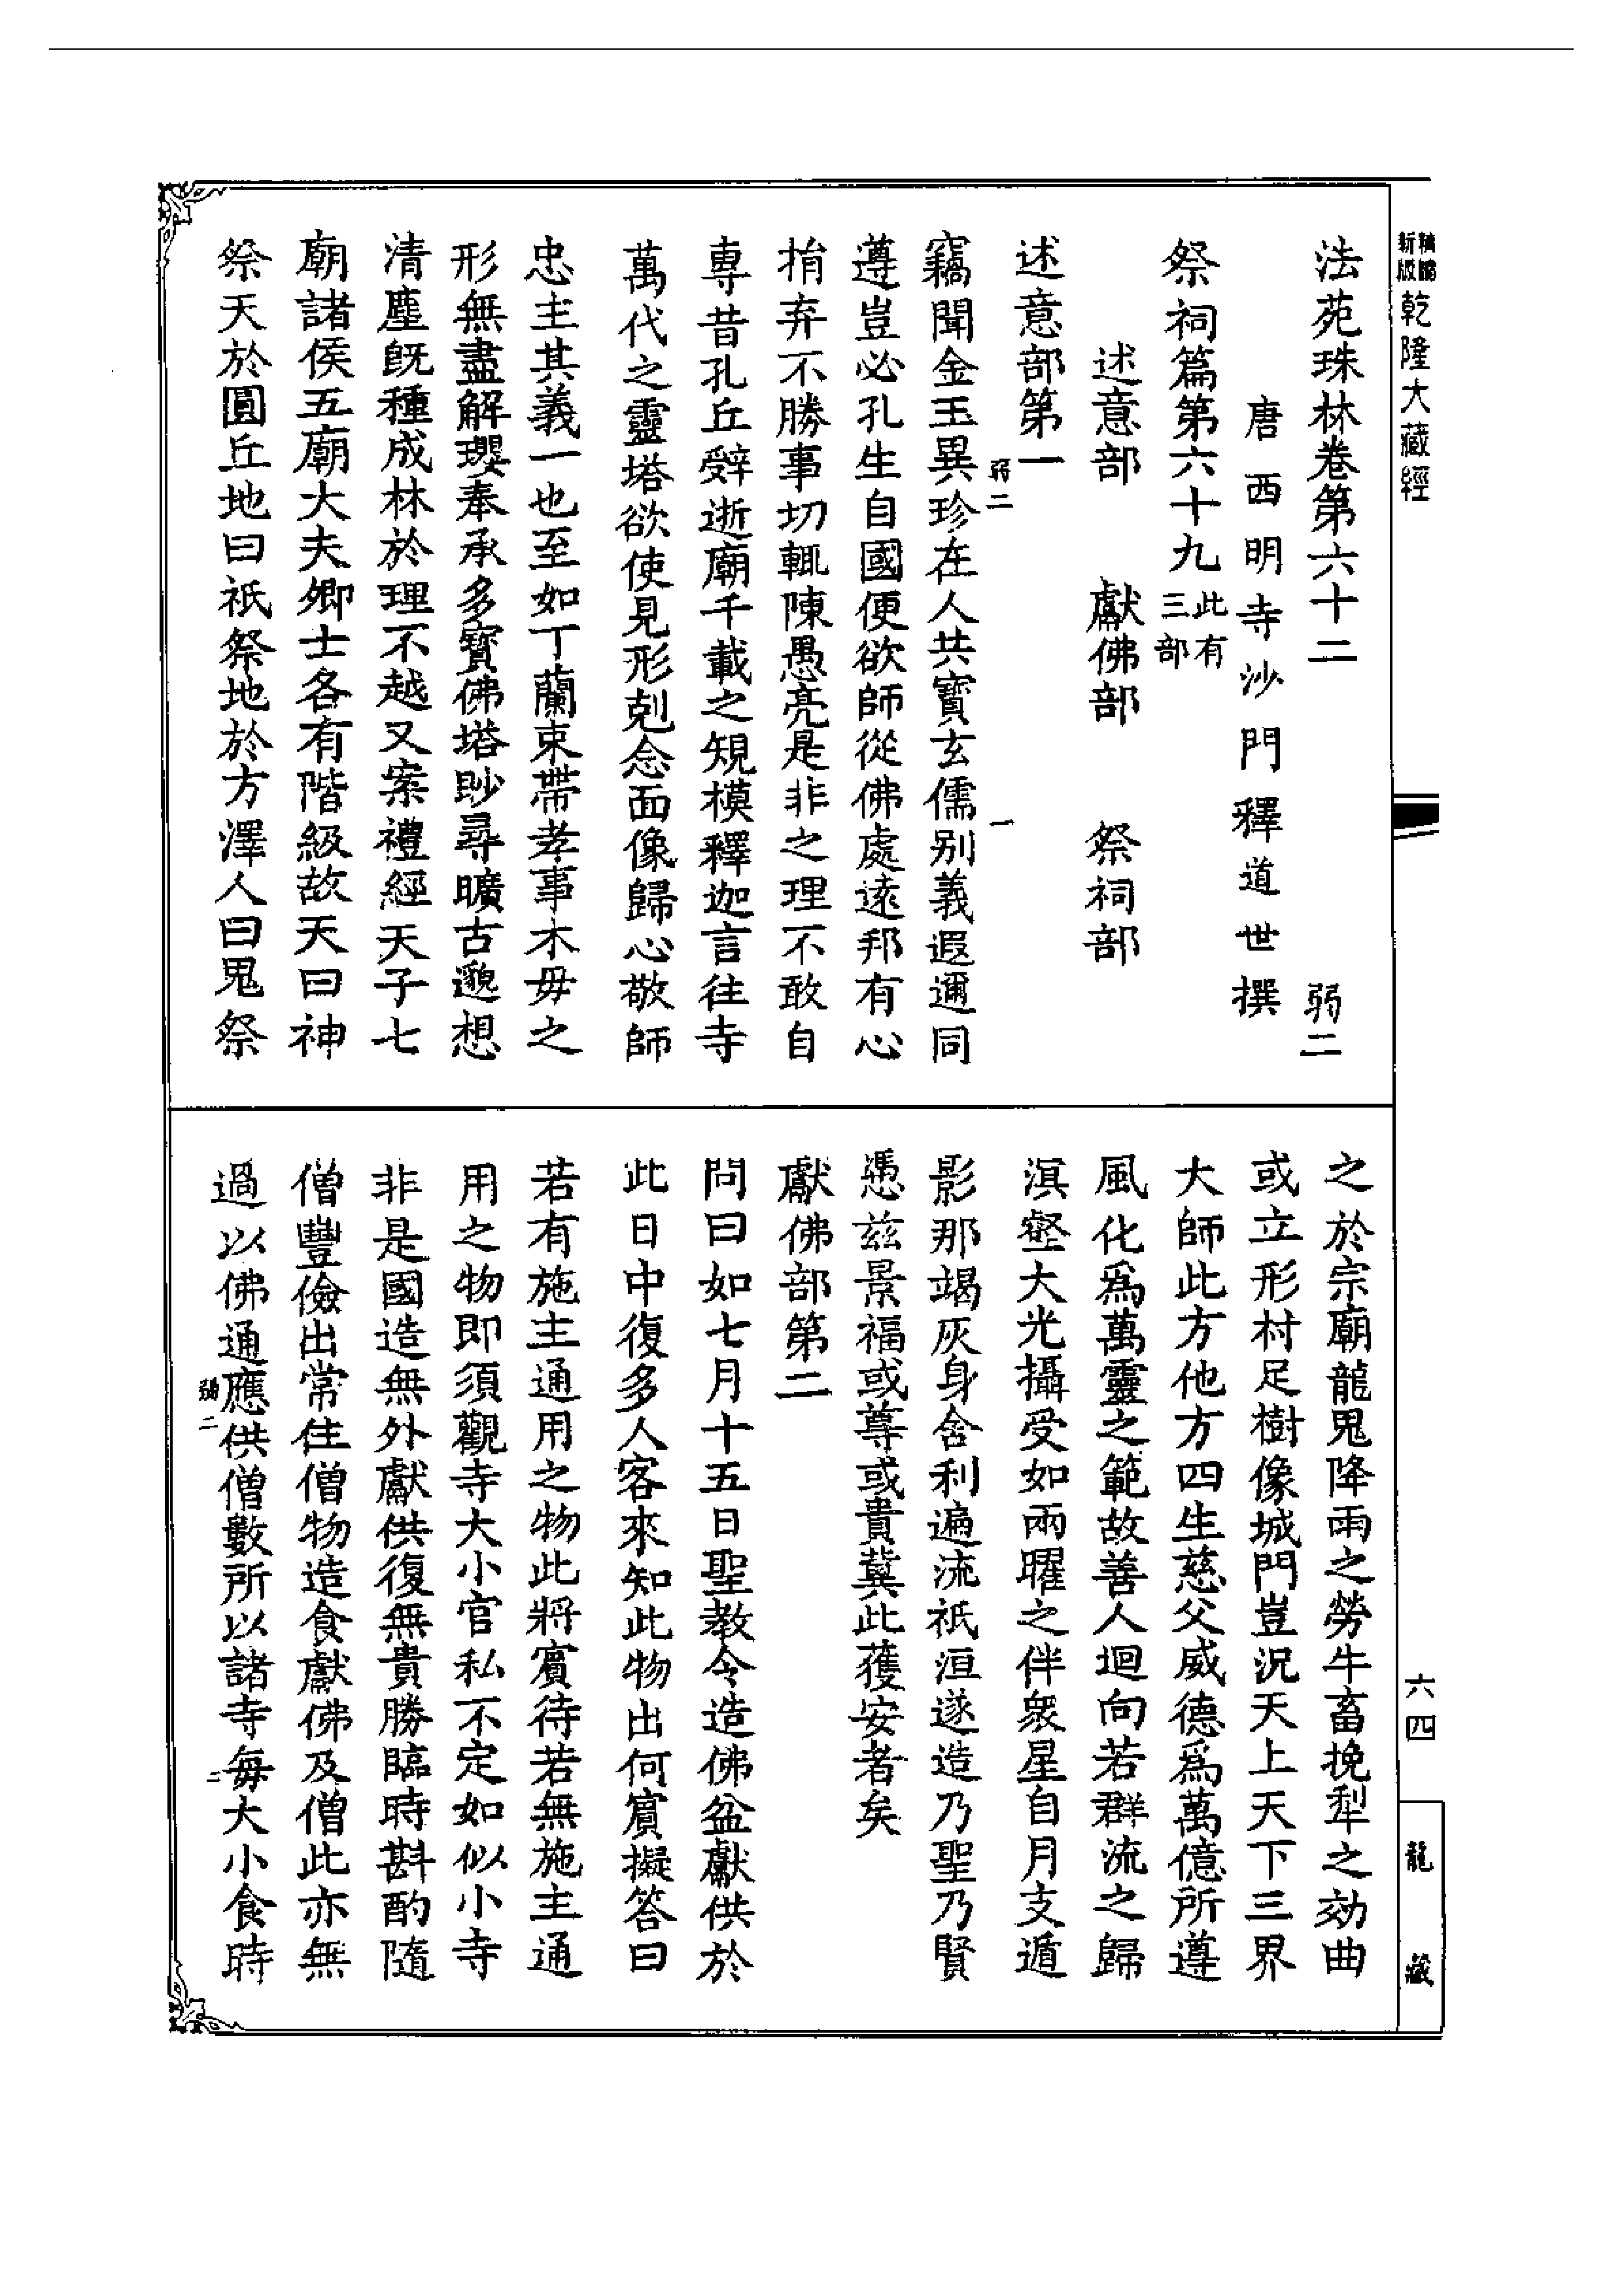 新版 乾隆大藏經
法苑珠林卷第六十二 弱二
唐西明寺沙門釋道世撰
祭祠篇第六十九 此有三部
述意部 獻佛部 祭祠部
述意部第一
弱二 一
竊聞金玉異珍在人共寶玄儒別義遐邇同
遵豈必孔生自國便欲師從佛處遠邦有心
捐弃不勝事切輒陳愚亮是非之理不敢自
專昔孔丘辭逝廟千載之規模釋迦言往寺
萬代之靈塔欲使見形剋念面像歸心敬師
忠主其義一也至如丁蘭束帶孝事木母之
形無盡解瓔奉承多寶佛塔眇尋曠古邈想
清塵旣種成林於理不越又案禮經天子七
廟諸侯五廟大夫卿士各有階級故天曰神
祭天於圓丘地曰祇祭地於方澤人曰鬼祭
之於宗廟龍鬼降雨之勞牛畜挽犁之効曲
或立形村足樹像城門豈況天上天下三界
大師此方他方四生慈父威德爲萬億所遵
風化爲萬靈之範故善人迴向若群流之歸
溟壑大光攝受如兩曜之伴衆星自月支遁
影那竭灰身舍利遍流祇洹遂造乃聖乃賢
憑茲景福或尊或貴冀此獲安者矣
獻佛部第二
問曰如七月十五日聖教令造佛盆獻供於
此日中復多人客來知此物出何賓擬答曰
若有施主通用之物此將賓待若無施主通
用之物即須觀寺大小官私不定如似小寺
非是國造無外獻供復無貴勝臨時斟酌隨
僧豐儉出常住僧物造食獻佛及僧此亦無
過以佛通應供僧數所以諸寺每大小食時
弱二 二
六四
龍藏